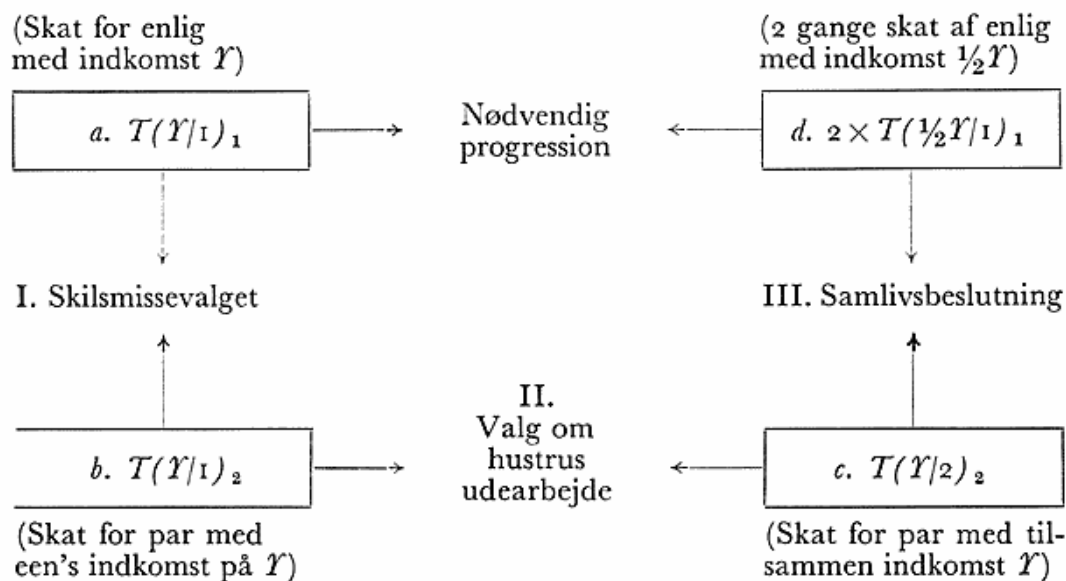 (Skat for enlig
med indkomst Y)
(2 gange skat af enlig
med indkomst ½Y)
a. T(Y/1)₁
Nødvendig
progression
d. 2 × T(½Y/1)₁
I. Skilsmissevalget
III. Samlivsbeslutning
II.
Valg om
hustrus
udearbejde
b. T(Y/1)₂
c. T(Y/2)₂
(Skat for par med
een's indkomst på Y)
(Skat for par med til-
sammen indkomst Y)